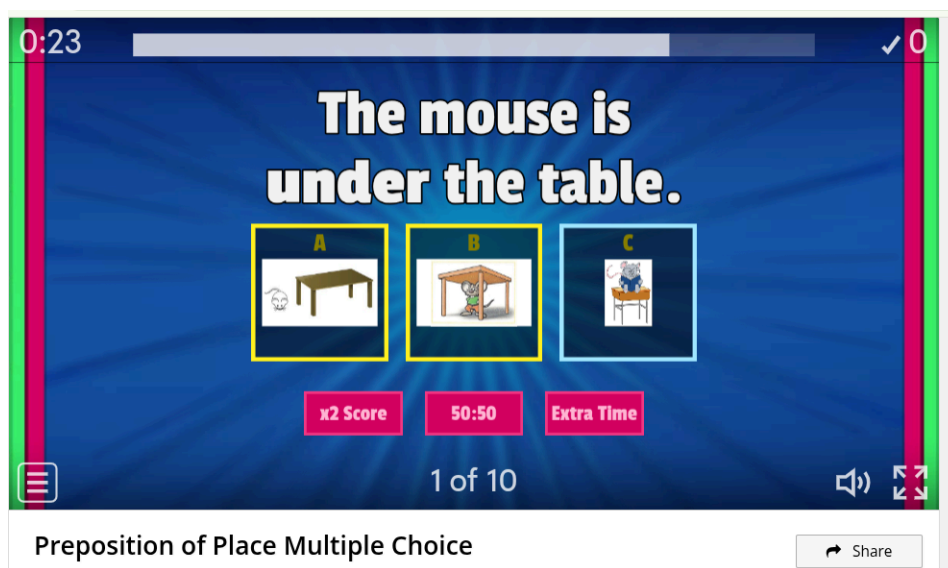 0:23
0
The mouse is
under the table.
A
B
C
x2 Score
50:50
Extra Time
1 of 10
Preposition of Place Multiple Choice
Share